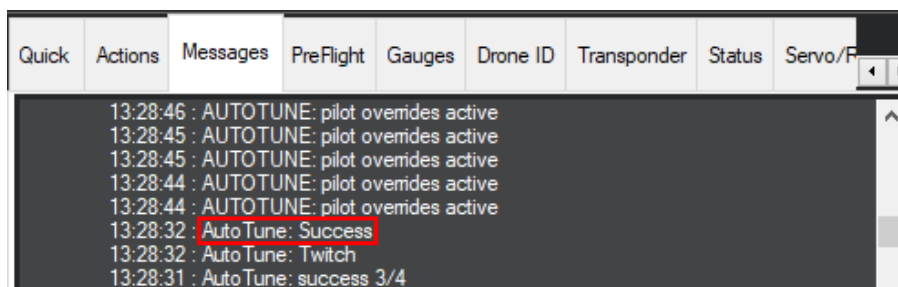 Quick Actions Messages PreFlight Gauges Drone ID Transponder Status Servo/R
13:28:46 : AUTOTUNE: pilot overrides active
13:28:45 : AUTOTUNE: pilot overrides active
13:28:45 : AUTOTUNE: pilot overrides active
13:28:44 : AUTOTUNE: pilot overrides active
13:28:44 : AUTOTUNE: pilot overrides active
13:28:32 : AutoTune: Success
13:28:32 : AutoTune: Twitch
13:28:31 : AutoTune: success 3/4